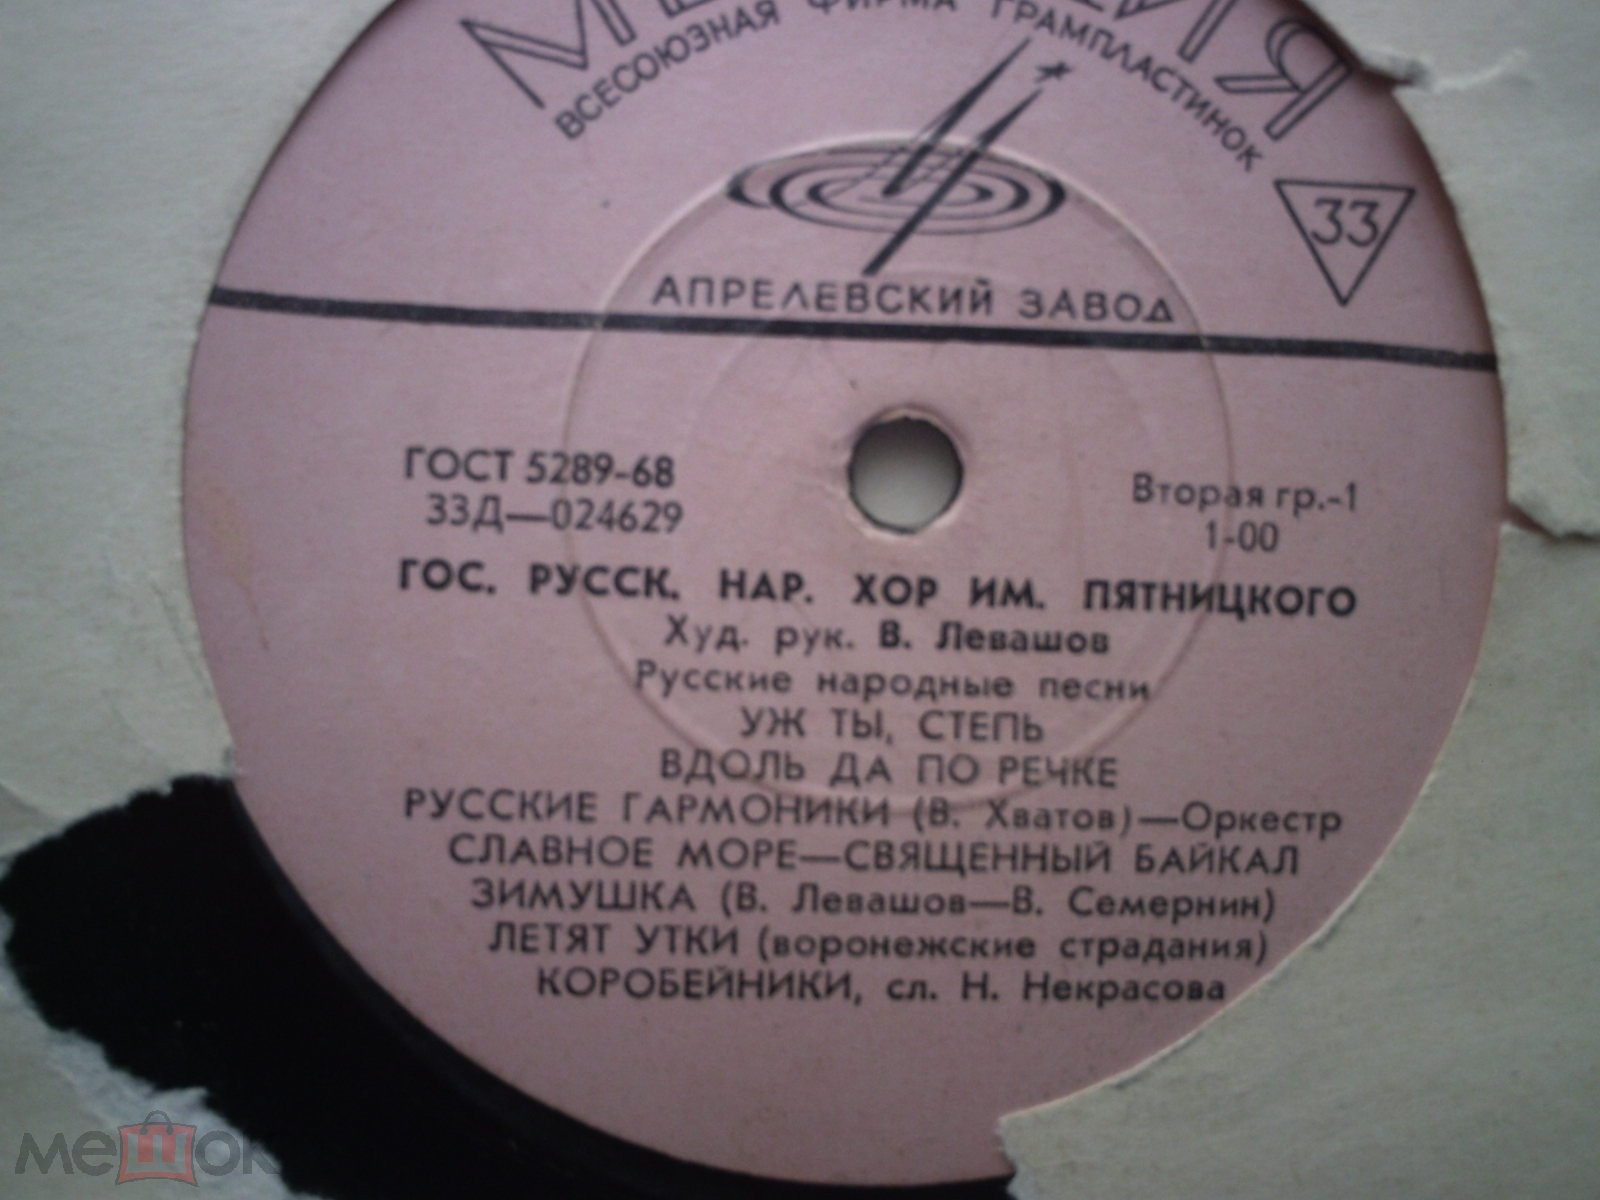 ВСЕСОЮЗНАЯ ФИРМА ГРАМПЛАСТИНОК
33
АПРЕЛЕВСКИЙ ЗАВОД
ГОСТ 5289-68
33Д—024629
Вторая гр.-1
1-00
ГОС. РУССК. НАР. ХОР ИМ. ПЯТНИЦКОГО
Худ. рук. В. Левашов
Русские народные песни
УЖ ТЫ, СТЕПЬ
ВДОЛЬ ДА ПО РЕЧКЕ
РУССКИЕ ГАРМОНИКИ (В. Хватов)—Оркестр
СЛАВНОЕ МОРЕ—СВЯЩЕННЫЙ БАЙКАЛ
ЗИМУШКА (В. Левашов—В. Семернин)
ЛЕТЯТ УТКИ (воронежские страдания)
КОРОБЕЙНИКИ, сл. Н. Некрасова
мешок